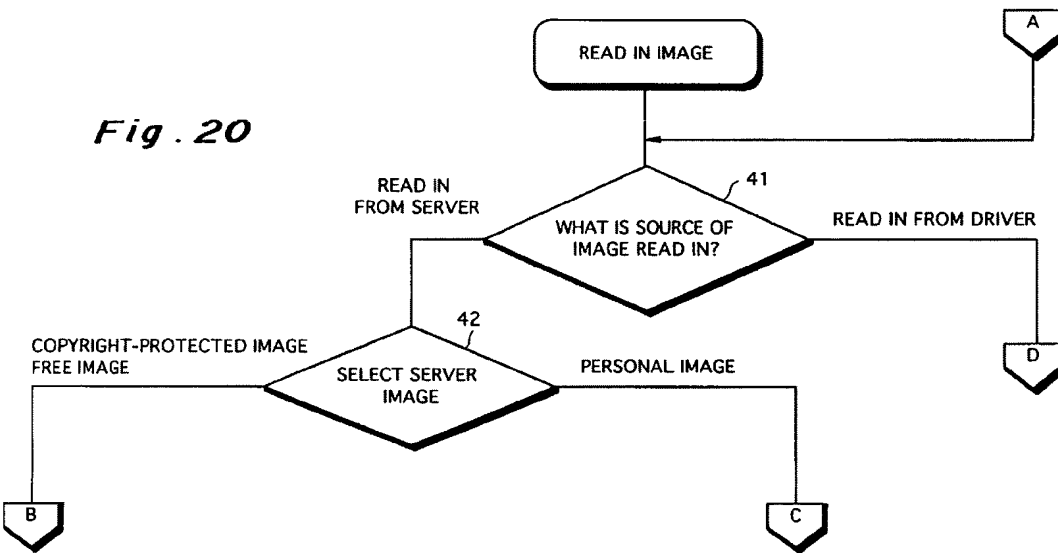 A
READ IN IMAGE
Fig. 20
41
READ IN
FROM SERVER
WHAT IS SOURCE OF
IMAGE READ IN?
READ IN FROM DRIVER
42
COPYRIGHT-PROTECTED IMAGE
FREE IMAGE
SELECT SERVER
IMAGE
PERSONAL IMAGE
D
B
C